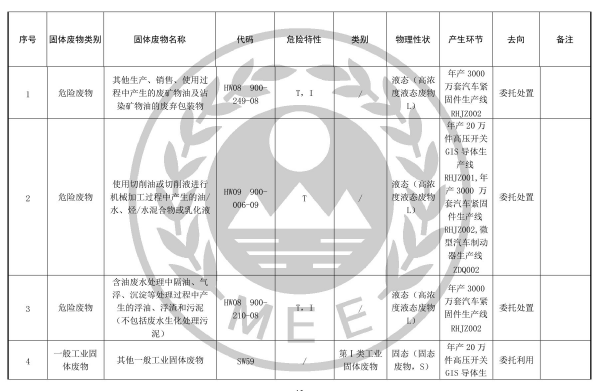 序号 固体废物类别 固体废物名称 代码 危险特性 类别 物理性状 产生环节 去向 备注
1 危险废物 其他生产、销售、使用过程中产生的废矿物油及沾染矿物油的废弃包装物 HW08 900-249-08 T，I / 液态（高浓度液态废物L） 年产3000万套汽车紧固件生产线RHJZ002 委托处置
2 危险废物 使用切削油或切削液进行机械加工过程中产生的油/水、烃/水混合物或乳化液 HW09 900-006-09 T / 液态（高浓度液态废物L） 年产20万件高压开关GIS导体生产线RHJZ001,年产3000万套汽车紧固件生产线RHJZ002,微型汽车制动器生产线ZDQ002 委托处置
3 危险废物 含油废水处理中隔油、气浮、沉淀等处理过程中产生的浮油、浮渣和污泥（不包括废水生化处理污泥） HW08 900-210-08 T，I / 液态（高浓度液态废物L） 年产3000万套汽车紧固件生产线RHJZ002 委托处置
4 一般工业固体废物 其他一般工业固体废物 SW59 / 第Ⅰ类工业固体废物 固态（固态废物，S） 年产20万件高压开关GIS导体生 委托利用
MEE